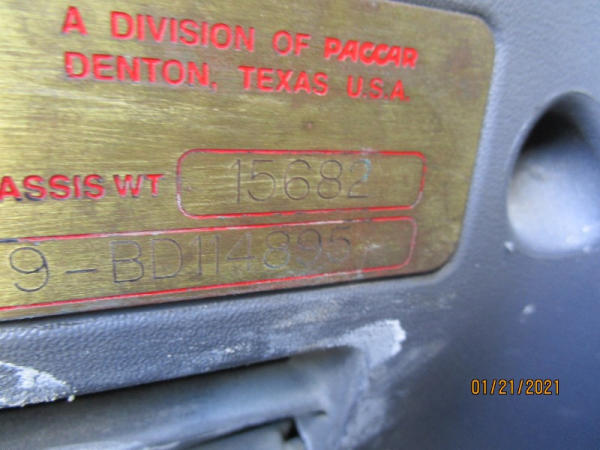 A DIVISION OF PACCAR
DENTON, TEXAS U.S.A.
ASSIS WT 15682
9-BD114895
01/21/2021